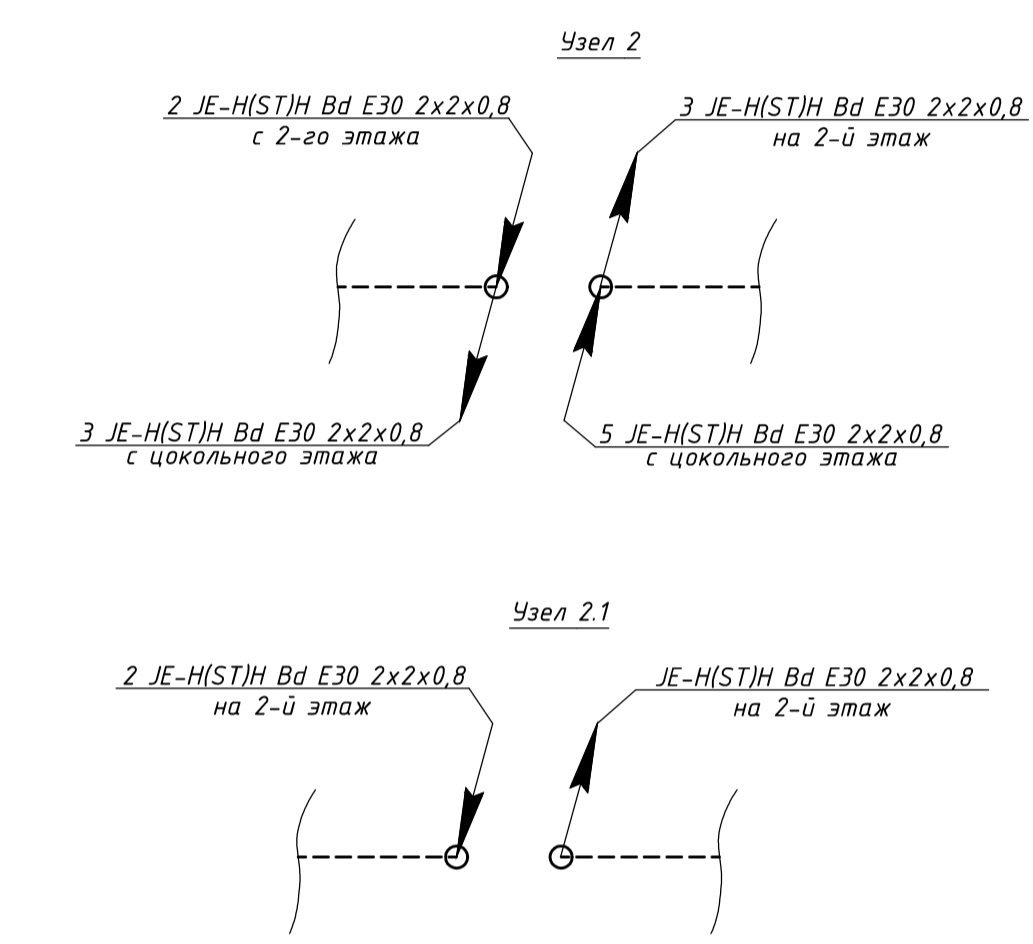 Узел 2
2 JE-H(ST)H Bd E30 2x2x0,8
с 2-го этажа
3 JE-H(ST)H Bd E30 2x2x0,8
на 2-й этаж
3 JE-H(ST)H Bd E30 2x2x0,8
с цокольного этажа
5 JE-H(ST)H Bd E30 2x2x0,8
с цокольного этажа
Узел 2.1
2 JE-H(ST)H Bd E30 2x2x0,8
на 2-й этаж
JE-H(ST)H Bd E30 2x2x0,8
на 2-й этаж